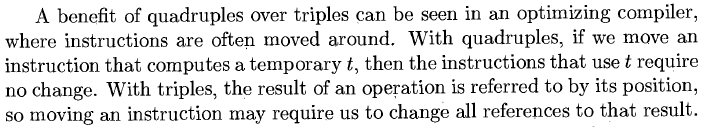 A benefit of quadruples over triples can be seen in an optimizing compiler,
where instructions are often moved around. With quadruples, if we move an
instruction that computes a temporary t, then the instructions that use t require
no change. With triples, the result of an operation is referred to by its position,
so moving an instruction may require us to change all references to that result.